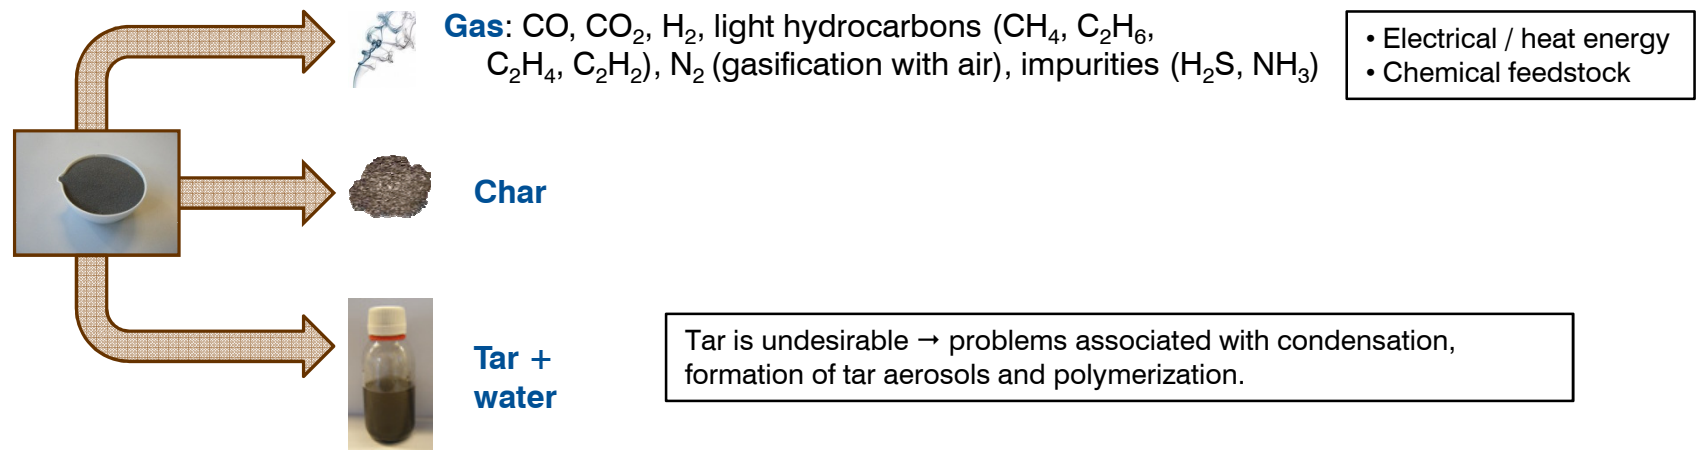 Gas: CO, CO₂, H₂, light hydrocarbons (CH₄, C₂H₆,
C₂H₄, C₂H₂), N₂ (gasification with air), impurities (H₂S, NH₃)
• Electrical / heat energy
• Chemical feedstock
Char
Tar +
water
Tar is undesirable → problems associated with condensation,
formation of tar aerosols and polymerization.